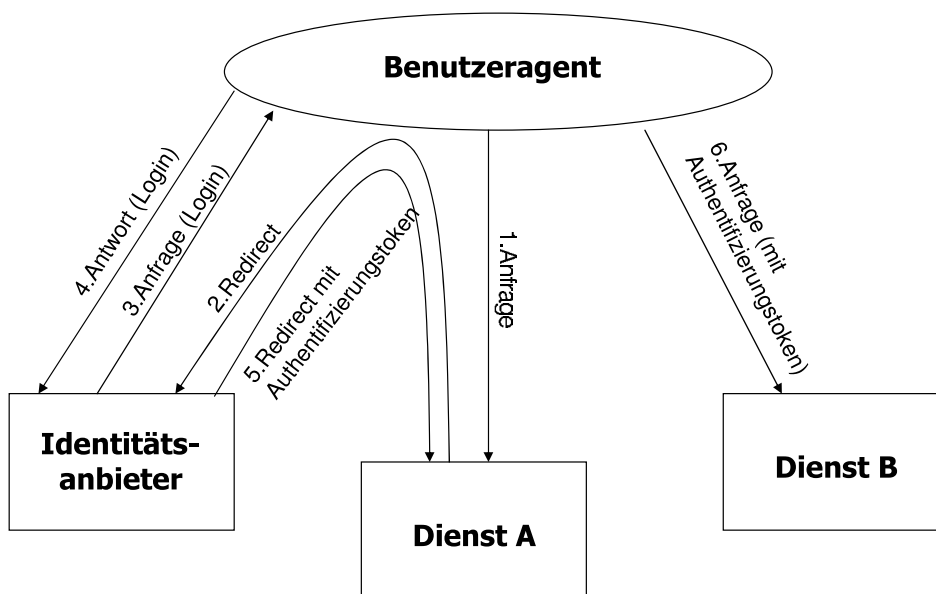 Benutzeragent
4.Antwort (Login)
3.Anfrage (Login)
2.Redirect
5.Redirect mit
Authentifizierungstoken
1.Anfrage
6.Anfrage (mit
Authentifizierungstoken)
Identitäts-
anbieter
Dienst A
Dienst B